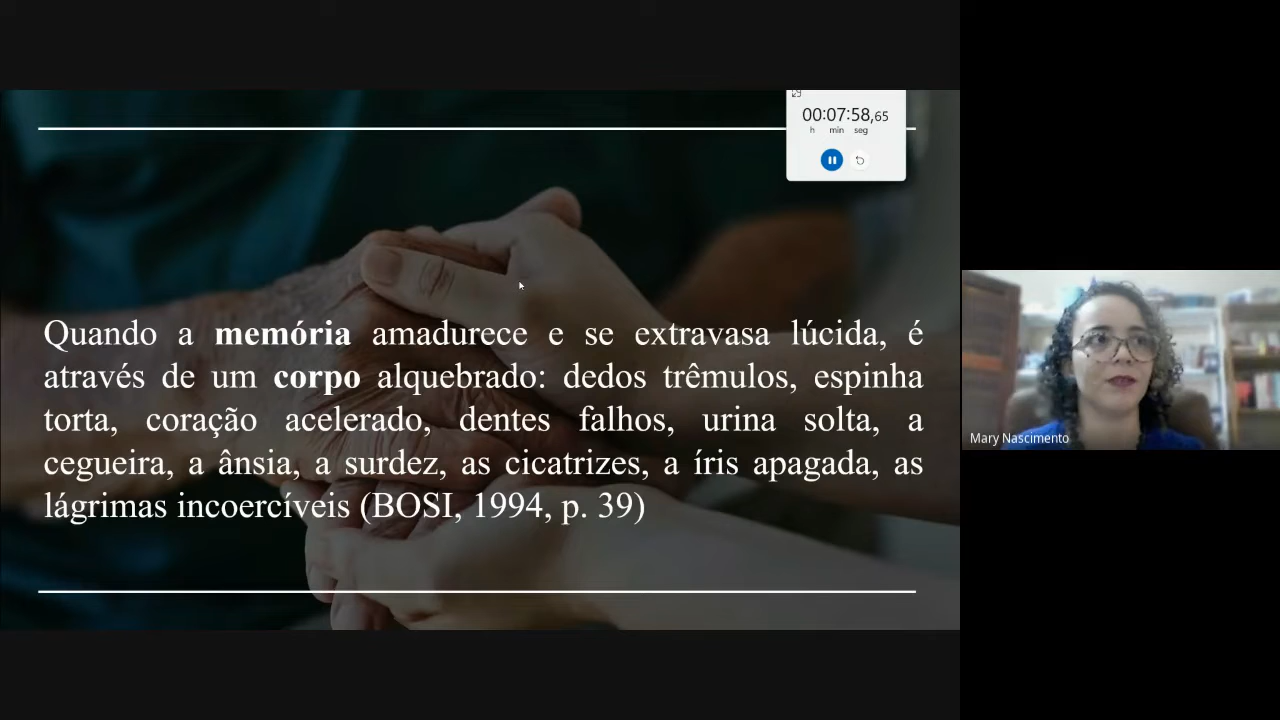 00:07:58,65
h min seg
Quando a memória amadurece e se extravasa lúcida, é
através de um corpo alquebrado: dedos trêmulos, espinha
torta, coração acelerado, dentes falhos, urina solta, a
cegueira, a ânsia, a surdez, as cicatrizes, a íris apagada, as
lágrimas incoercíveis (BOSI, 1994, p. 39)
Mary Nascimento